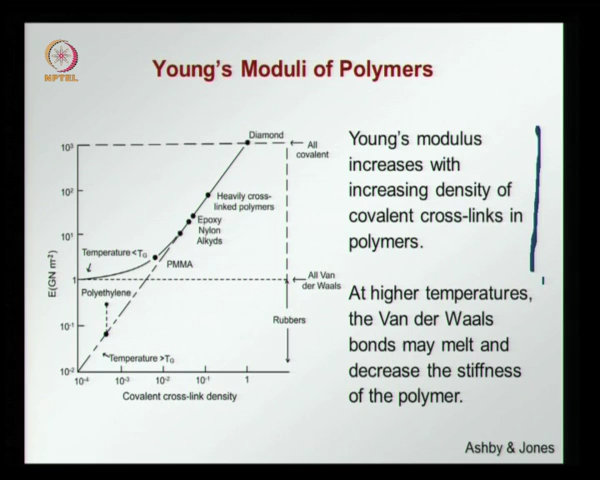 NPTEL
Young's Moduli of Polymers
Diamond
All
covalent
Heavily cross-
linked polymers
Epoxy
Nylon
Alkyds
PMMA
Temperature <T_G
Polyethylene
Temperature >T_G
All Van
der Waals
Rubbers
10³
10²
10¹
1
10⁻¹
10⁻²
E(GN m²)
10⁻⁴ 10⁻³ 10⁻² 10⁻¹ 1
Covalent cross-link density
Young's modulus
increases with
increasing density of
covalent cross-links in
polymers.
At higher temperatures,
the Van der Waals
bonds may melt and
decrease the stiffness
of the polymer.
Ashby & Jones